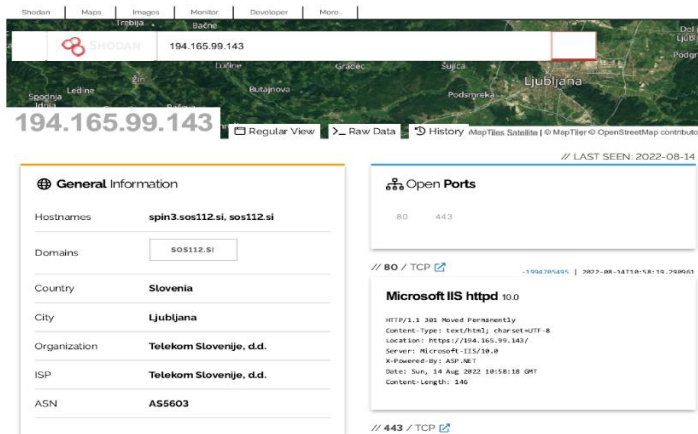 Shodan Maps Images Monitor Developer More...
Trebija Bačne
SHODAN 194.165.99.143
Lučine Gradec Šujica Ljubljana
Žiri
Spodnja Idrija Ledine Butajnova Podsmreka
194.165.99.143 Regular View >_ Raw Data History MapTiles Satellite | © MapTiler © OpenStreetMap contributo
// LAST SEEN: 2022-08-14
General Information
Hostnames spin3.sos112.si, sos112.si
Domains SOS112.SI
Country Slovenia
City Ljubljana
Organization Telekom Slovenije, d.d.
ISP Telekom Slovenije, d.d.
ASN AS5603
Open Ports
80 443
// 80 / TCP
-1994705495 | 2022-08-14T10:58:19.290961
Microsoft IIS httpd 10.0
HTTP/1.1 301 Moved Permanently
Content-Type: text/html; charset=UTF-8
Location: https://194.165.99.143/
Server: Microsoft-IIS/10.0
X-Powered-By: ASP.NET
Date: Sun, 14 Aug 2022 10:58:18 GMT
Content-Length: 146
// 443 / TCP